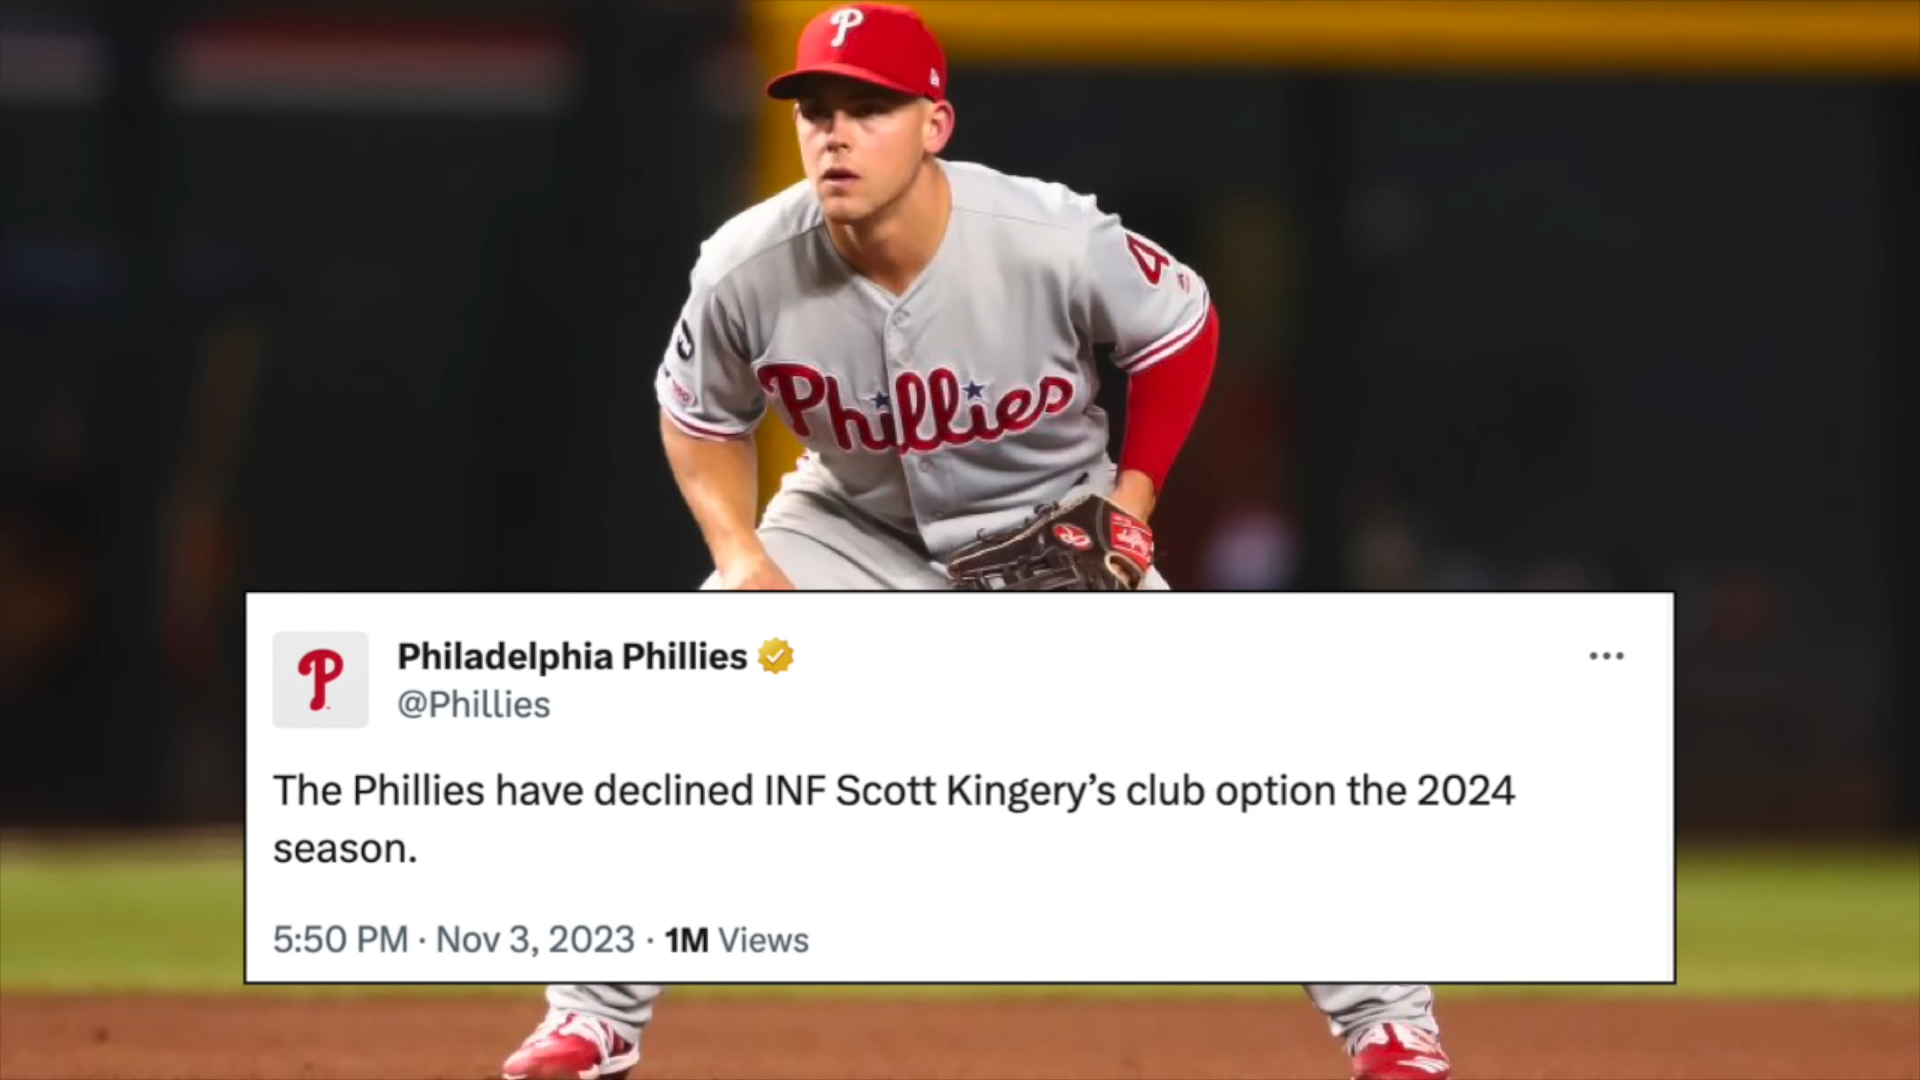 P
4
Phillies
P
Philadelphia Phillies
@Phillies
The Phillies have declined INF Scott Kingery’s club option the 2024
season.
5:50 PM · Nov 3, 2023 · 1M Views